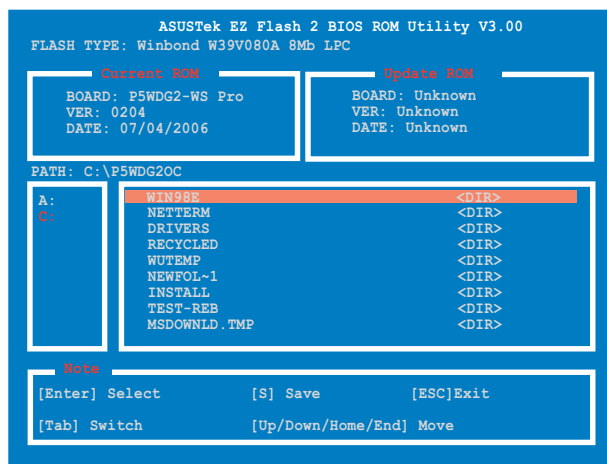 ASUSTek EZ Flash 2 BIOS ROM Utility V3.00
FLASH TYPE: Winbond W39V080A 8Mb LPC
Current ROM
BOARD: P5WDG2-WS Pro
VER: 0204
DATE: 07/04/2006
Update ROM
BOARD: Unknown
VER: Unknown
DATE: Unknown
PATH: C:\P5WDG2OC
A:
C:
WIN98E <DIR>
NETTERM <DIR>
DRIVERS <DIR>
RECYCLED <DIR>
WUTEMP <DIR>
NEWFOL~1 <DIR>
INSTALL <DIR>
TEST-REB <DIR>
MSDOWNLD.TMP <DIR>
Note
[Enter] Select [S] Save [ESC]Exit
[Tab] Switch [Up/Down/Home/End] Move